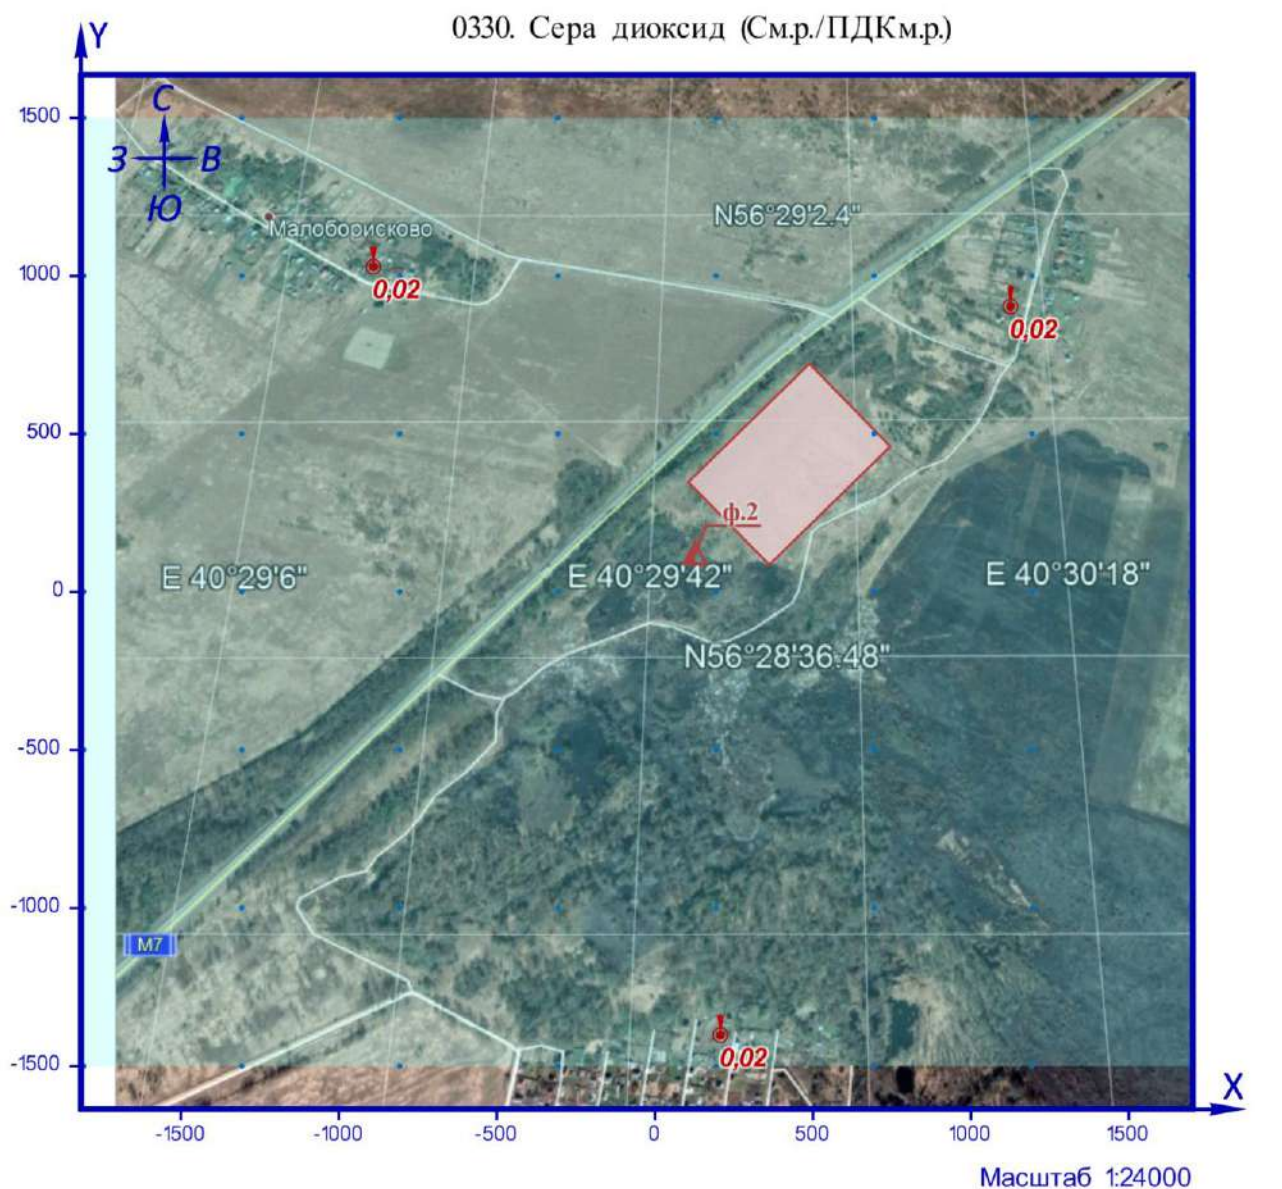 0330. Сера диоксид (См.р./ПДКм.р.)
Y
1500
С
З В
Ю
N56°29'2.4"
Малоборисково
1000
0,02
0,02
500
ф.2
E 40°29'6"
E 40°29'42"
E 40°30'18"
0
N56°28'36.48"
-500
-1000
M7
0,02
-1500
X
-1500 -1000 -500 0 500 1000 1500
Масштаб 1:24000